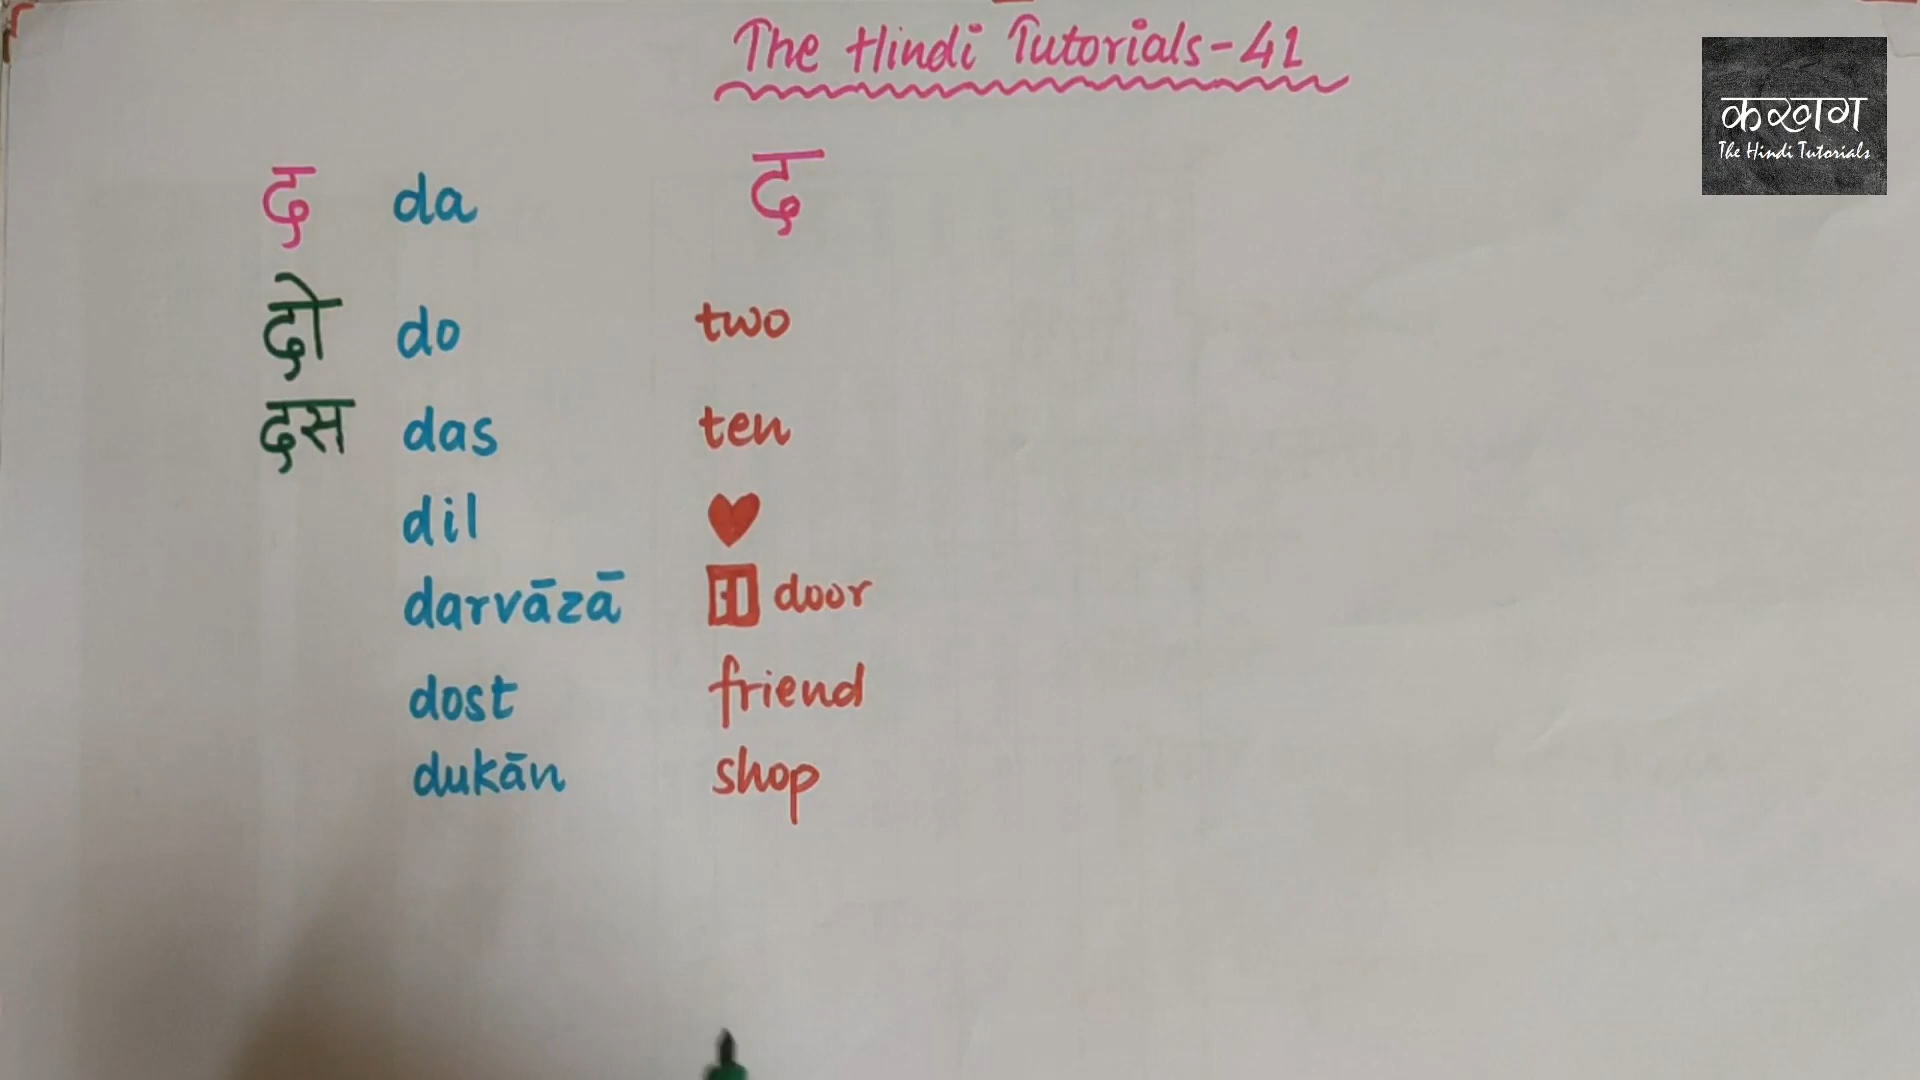 The Hindi Tutorials-41
कखग
The Hindi Tutorials
द da द
दो do two
दस das ten
dil
darvāzā door
dost friend
dukān shop